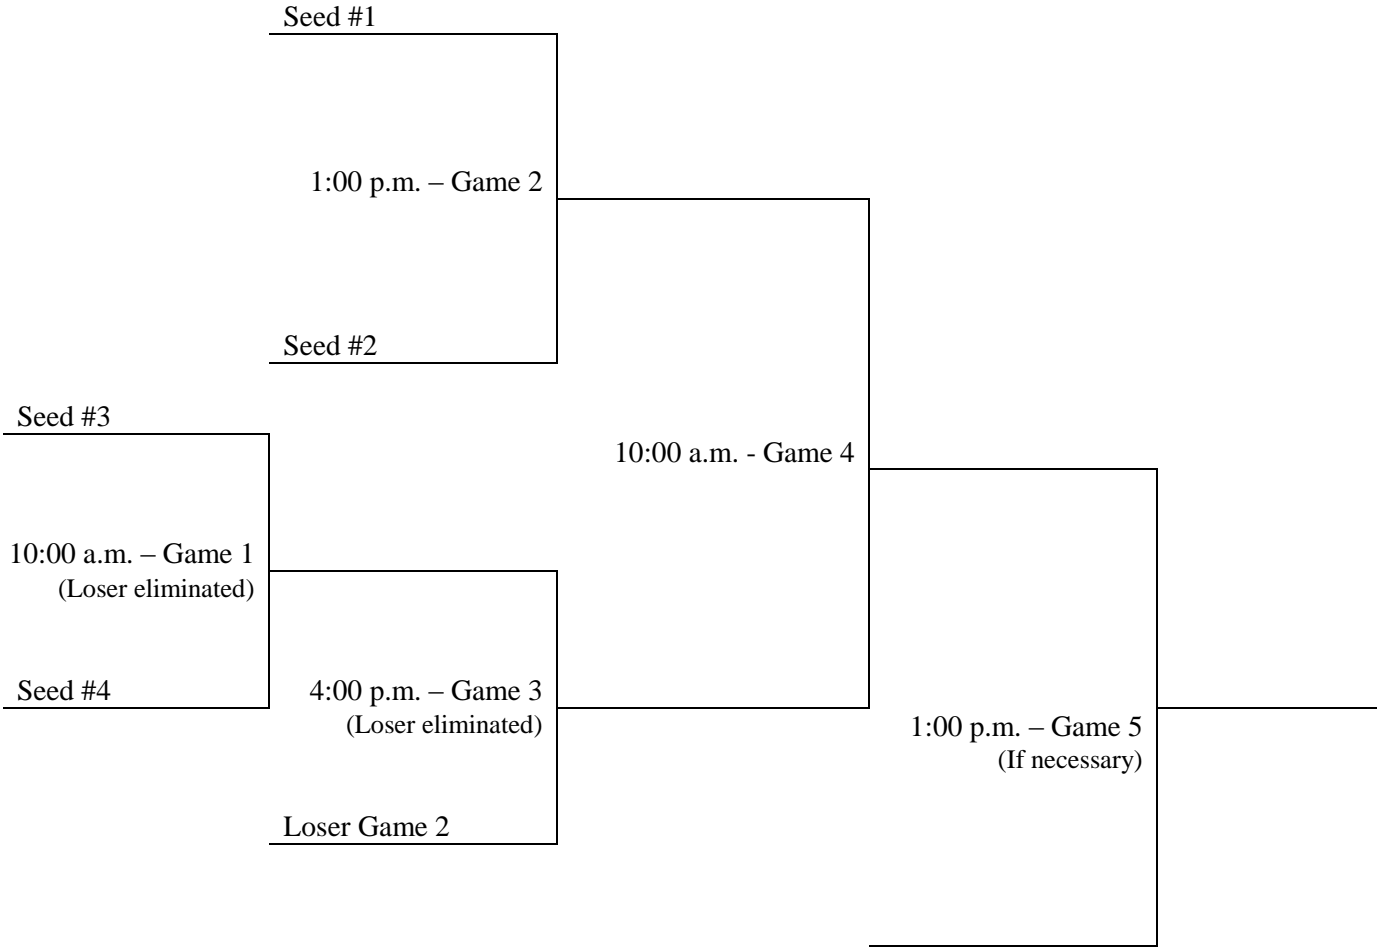 Seed #1
1:00 p.m. – Game 2
Seed #2
Seed #3
10:00 a.m. - Game 4
10:00 a.m. – Game 1
(Loser eliminated)
Seed #4
4:00 p.m. – Game 3
(Loser eliminated)
1:00 p.m. – Game 5
(If necessary)
Loser Game 2